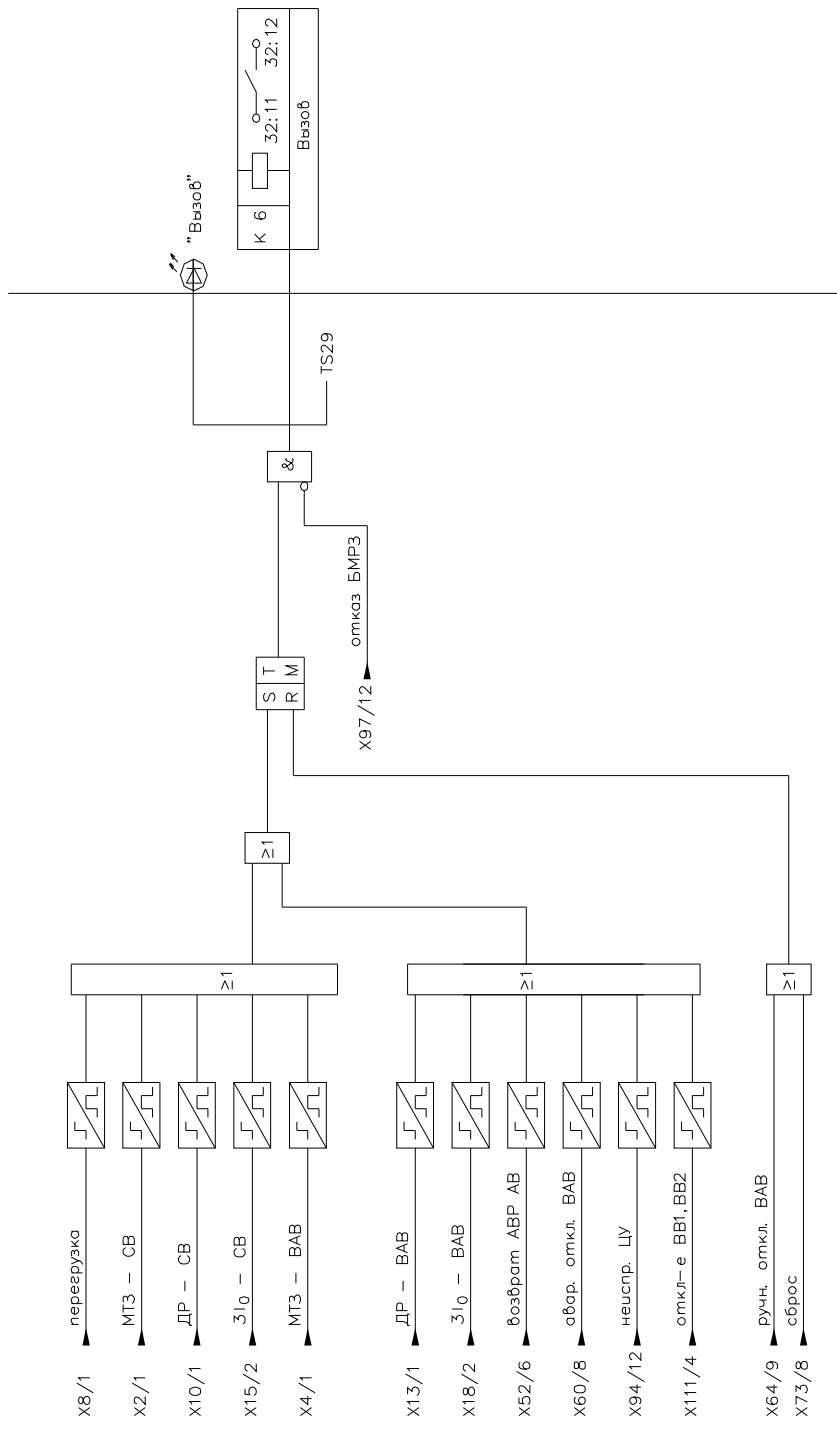 X8/1 перегрузка
X2/1 МТЗ – СВ
X10/1 ДР – СВ
X15/2 3I0 – СВ
X4/1 МТЗ – ВАВ
≥1
X13/1 ДР – ВАВ
X18/2 3I0 – ВАВ
X52/6 возврат АВР АВ
X60/8 авар. откл. ВАВ
X94/12 неиспр. ЦУ
X111/4 откл–е ВВ1,ВВ2
≥1
X64/9 ручн. откл. ВАВ
X73/8 сброс
≥1
≥1
S T
R M
X97/12 отказ БМРЗ
&
TS29
"Вызов"
К 6
32:11 32:12
Вызов